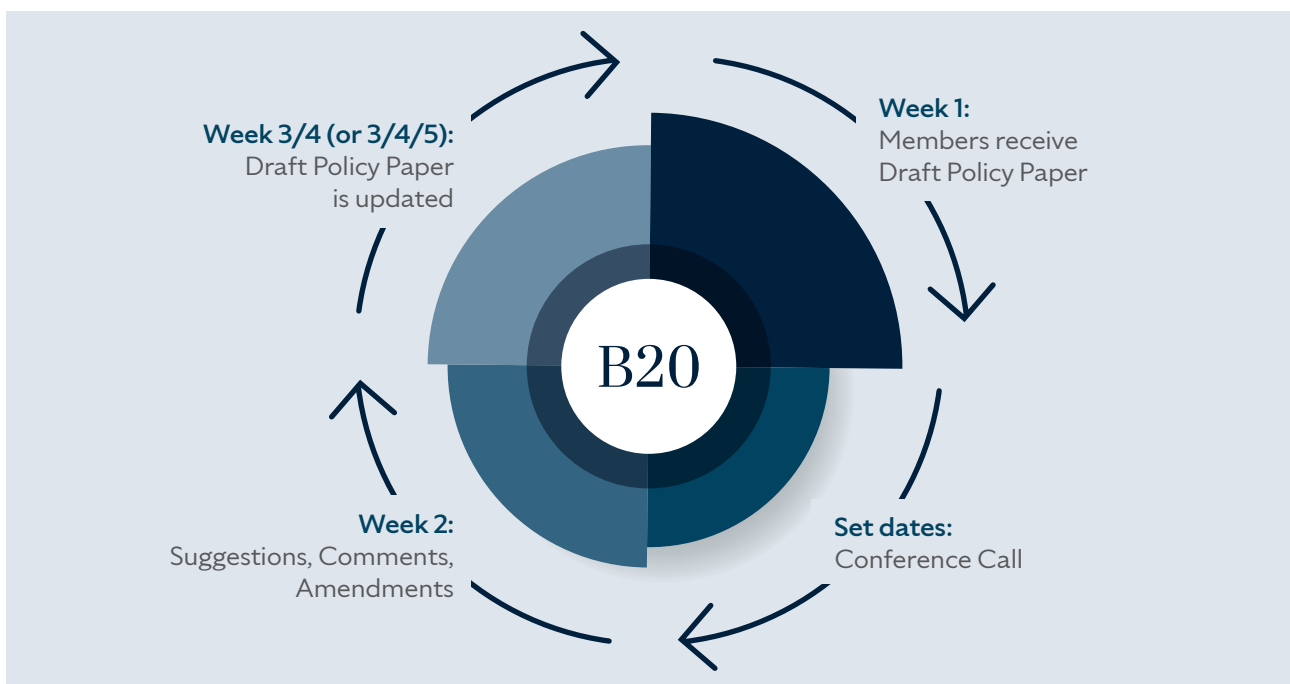 Week 1:
Members receive
Draft Policy Paper
Set dates:
Conference Call
Week 2:
Suggestions, Comments,
Amendments
Week 3/4 (or 3/4/5):
Draft Policy Paper
is updated
B20